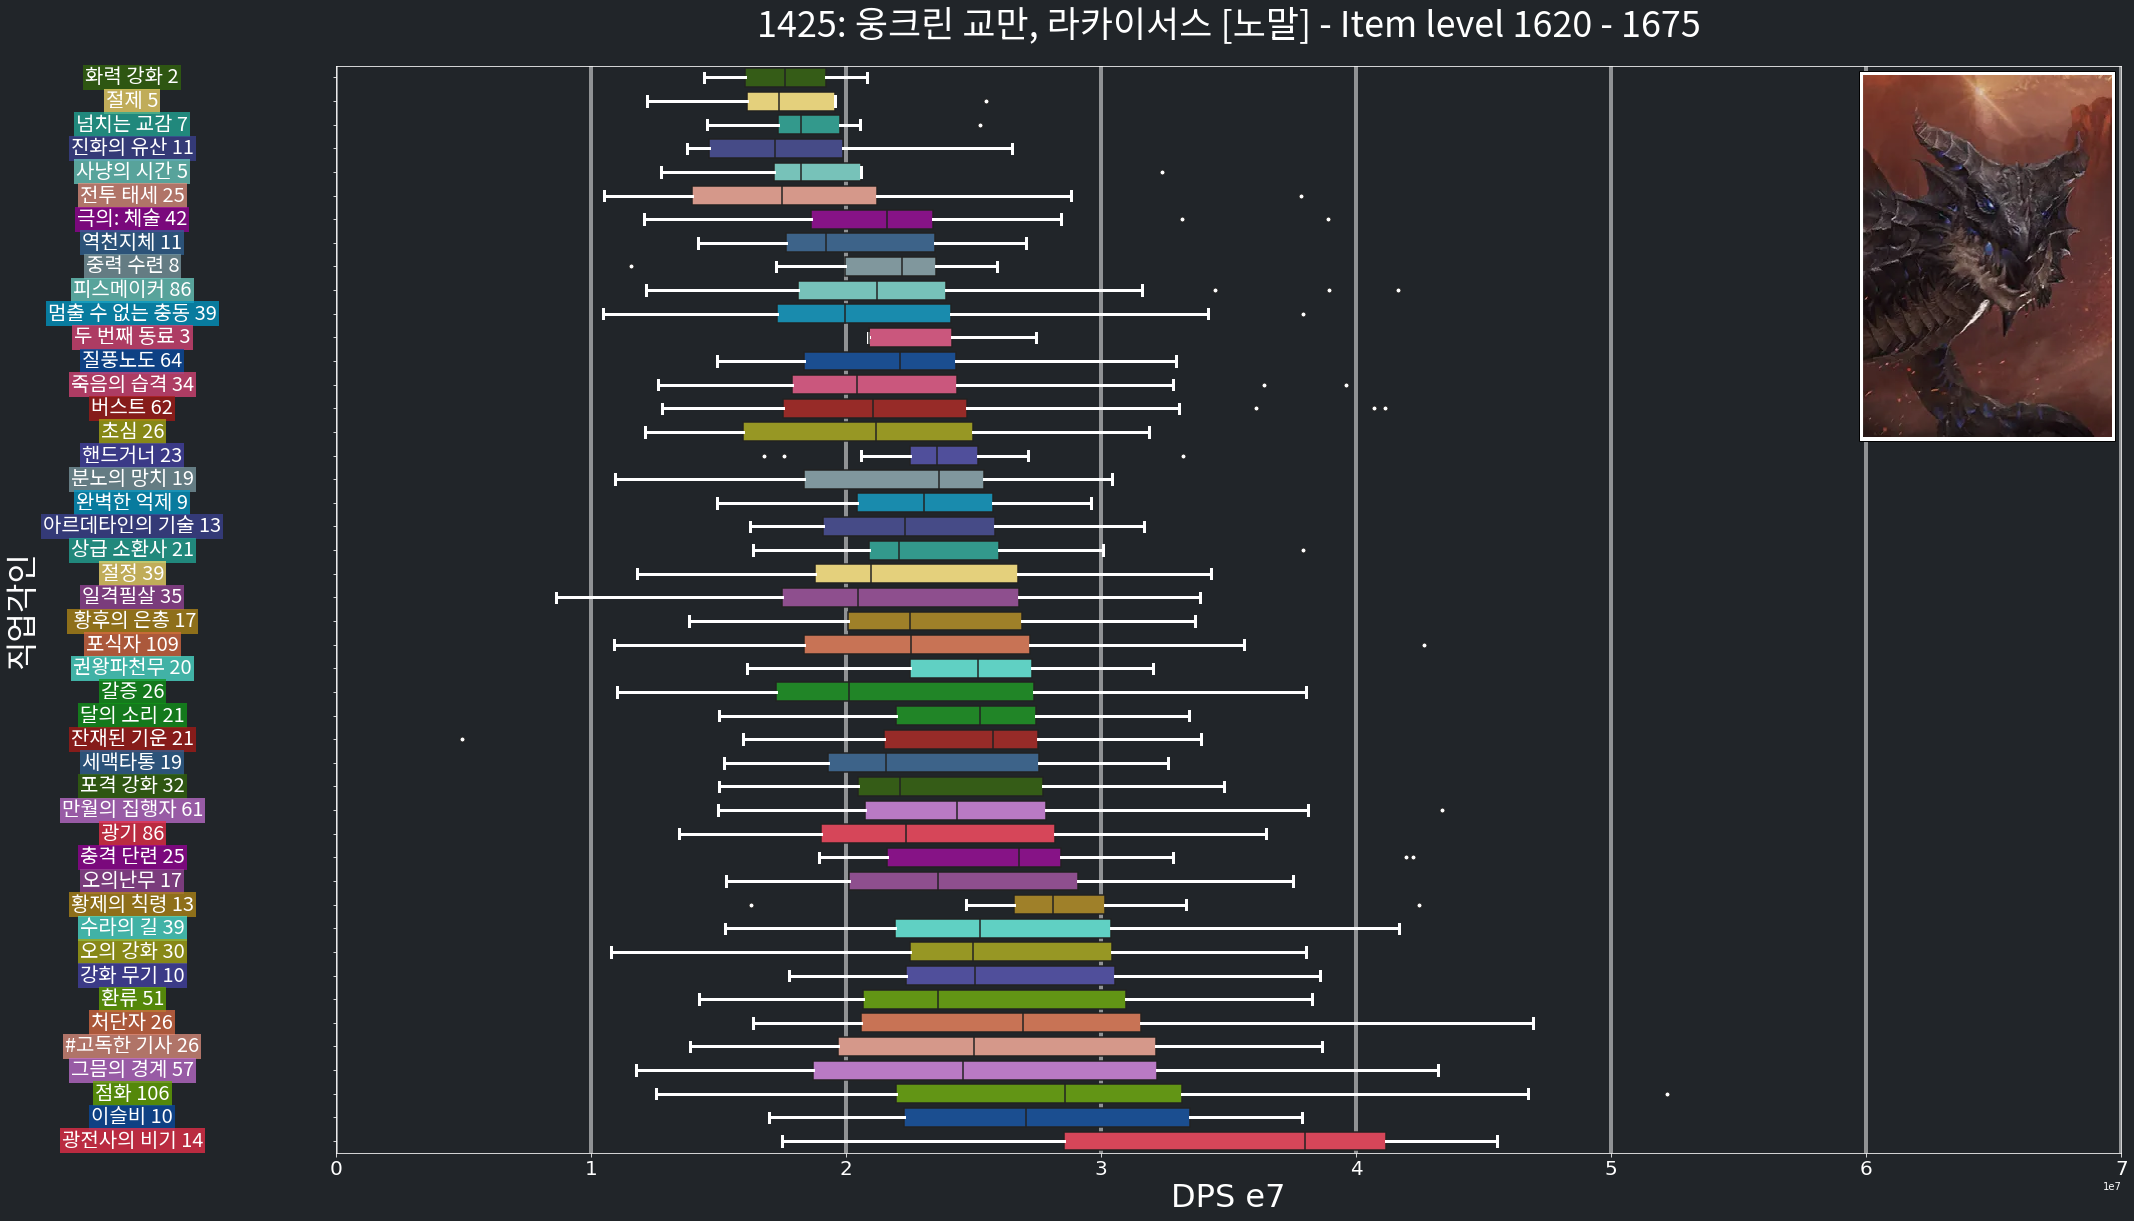 1425: 웅크린 교만, 라카이서스 [노말] - Item level 1620 - 1675
화력 강화 2
절제 5
넘치는 교감 7
진화의 유산 11
사냥의 시간 5
전투 태세 25
극의: 체술 42
역천지체 11
중력 수련 8
피스메이커 86
멈출 수 없는 충동 39
두 번째 동료 3
질풍노도 64
죽음의 습격 34
버스트 62
초심 26
핸드거너 23
분노의 망치 19
완벽한 억제 9
아르데타인의 기술 13
상급 소환사 21
절정 39
일격필살 35
황후의 은총 17
포식자 109
권왕파천무 20
갈증 26
달의 소리 21
잔재된 기운 21
세맥타통 19
포격 강화 32
만월의 집행자 61
광기 86
충격 단련 25
오의난무 17
황제의 칙령 13
수라의 길 39
오의 강화 30
강화 무기 10
환류 51
처단자 26
#고독한 기사 26
그믐의 경계 57
점화 106
이슬비 10
광전사의 비기 14
직업각인
0 1 2 3 4 5 6 7
1e7
DPS e7